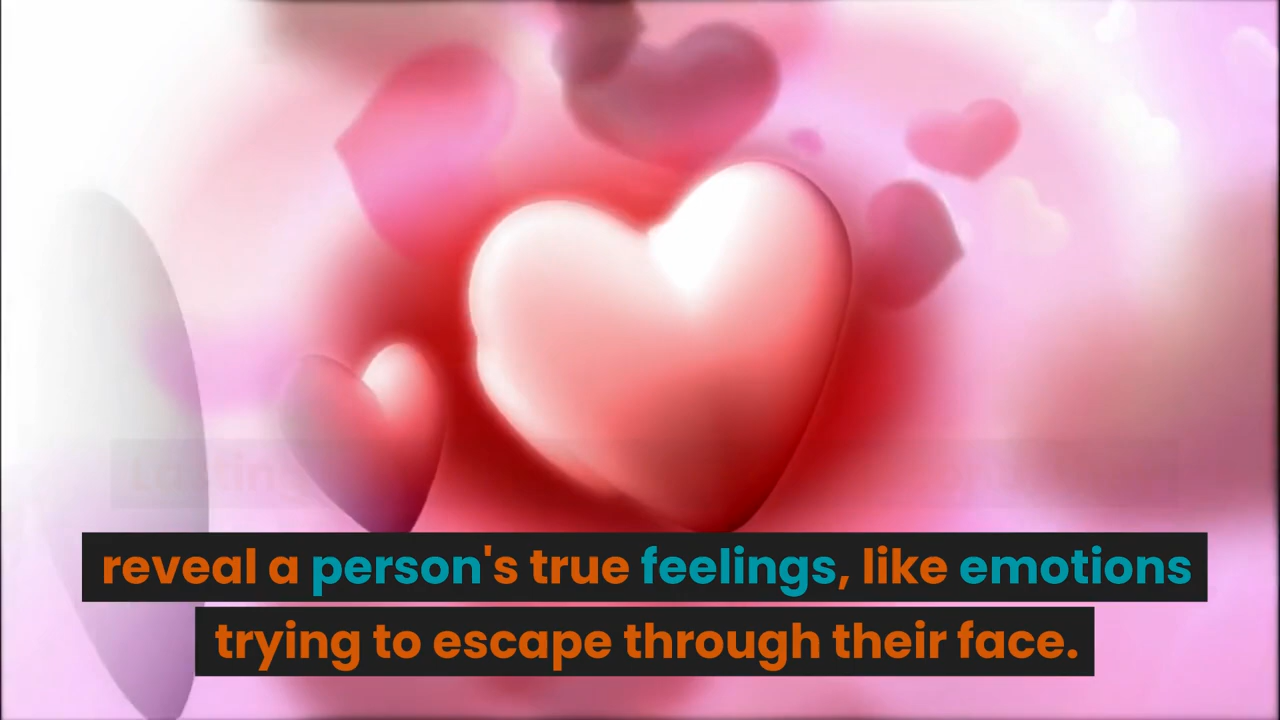 reveal a person's true feelings, like emotions
trying to escape through their face.